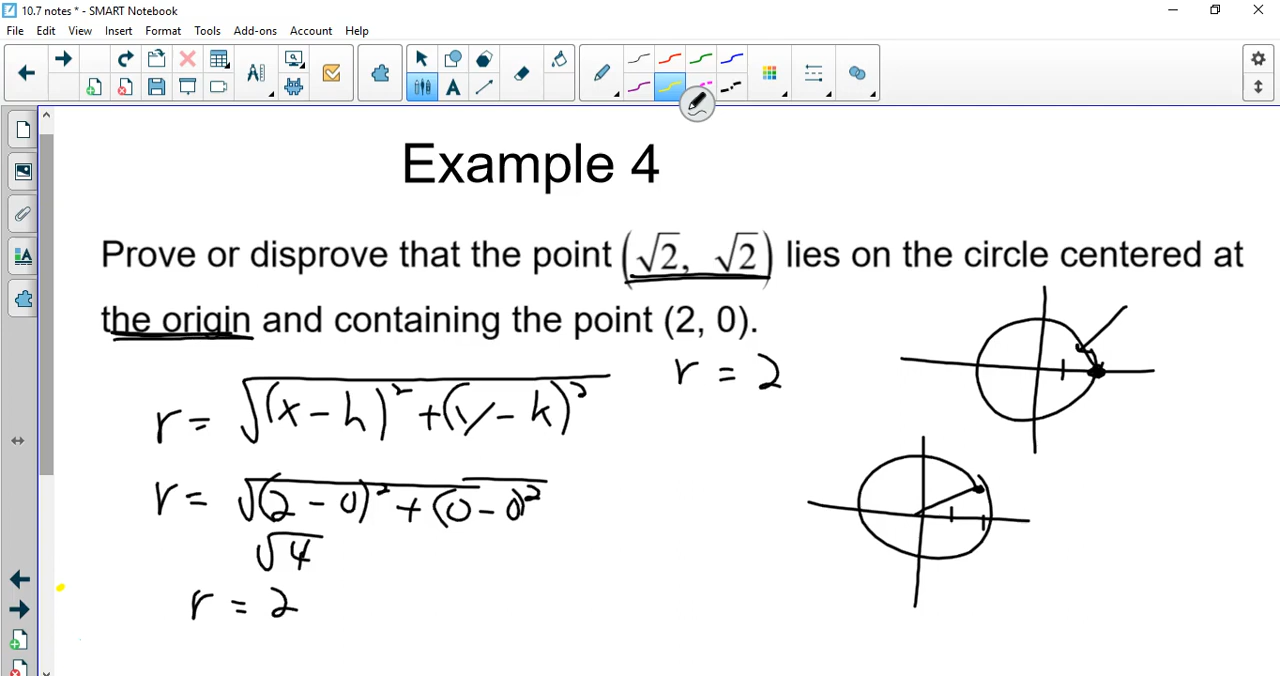 10.7 notes * - SMART Notebook
File Edit View Insert Format Tools Add-ons Account Help
Example 4
Prove or disprove that the point (√2, √2) lies on the circle centered at
the origin and containing the point (2, 0).
r = 2
r = √(x - h)² + (y - k)²
r = √(2 - 0)² + (0 - 0)²
√4
r = 2